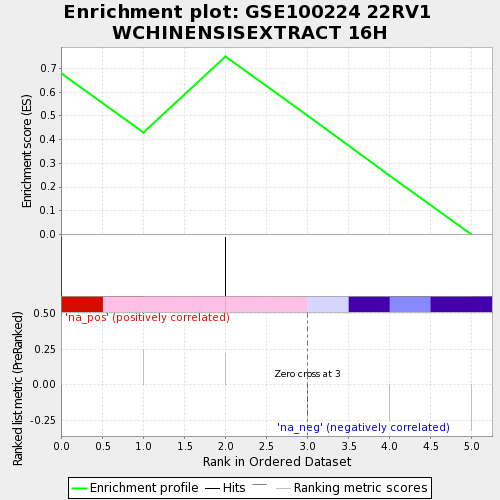 Enrichment plot: GSE100224 22RV1
WCHINENSISEXTRACT 16H
Enrichment score (ES)
0.7
0.6
0.5
0.4
0.3
0.2
0.1
0.0
Ranked list metric (PreRanked)
0.50
0.25
0.00
-0.25
'na_pos' (positively correlated)
Zero cross at 3
'na_neg' (negatively correlated)
0.0 0.5 1.0 1.5 2.0 2.5 3.0 3.5 4.0 4.5 5.0
Rank in Ordered Dataset
Enrichment profile Hits Ranking metric scores